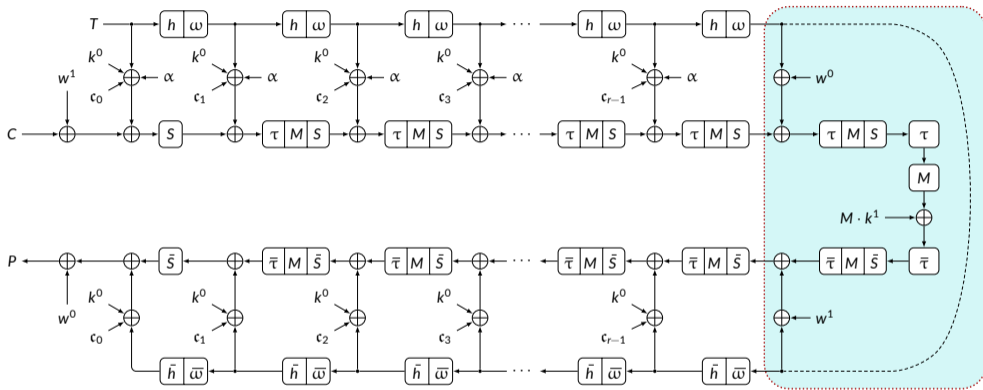 T h ω h ω h ω ··· h ω h ω
k⁰ k⁰ k⁰ k⁰ k⁰
w¹ α α α α α w⁰
c₀ c₁ c₂ c₃ cᵣ₋₁
C S τ M S τ M S ··· τ M S τ M S τ M S τ
M
M · k¹
P S̄ τ̄ M S̄ τ̄ M S̄ ··· τ̄ M S̄ τ̄ M S̄ τ̄ M S̄ τ̄
k⁰ k⁰ k⁰ k⁰ k⁰
w⁰ w¹
c₀ c₁ c₂ c₃ cᵣ₋₁
h̄ ω̄ h̄ ω̄ h̄ ω̄ ··· h̄ ω̄ h̄ ω̄